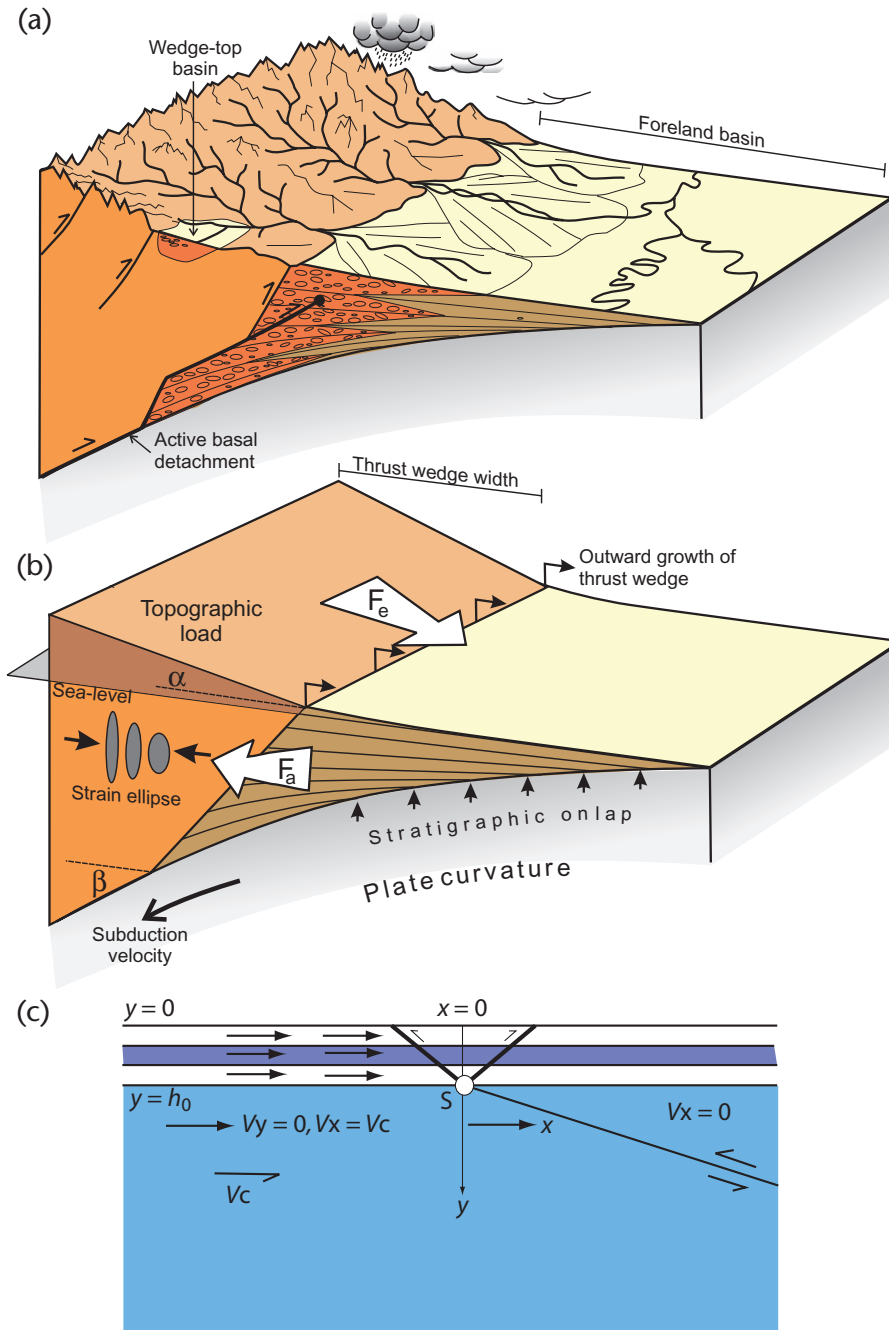 (a)
Wedge-top
basin
Foreland basin
Active basal
detachment
Thrust wedge width
(b)
Outward growth of
thrust wedge
Topographic
load
Fe
α
Sea-level
Fa
Strain ellipse
Stratigraphic onlap
β
Plate curvature
Subduction
velocity
(c)
y = 0
x = 0
y = h0
S
Vy = 0, Vx = Vc
x
Vx = 0
Vc
y